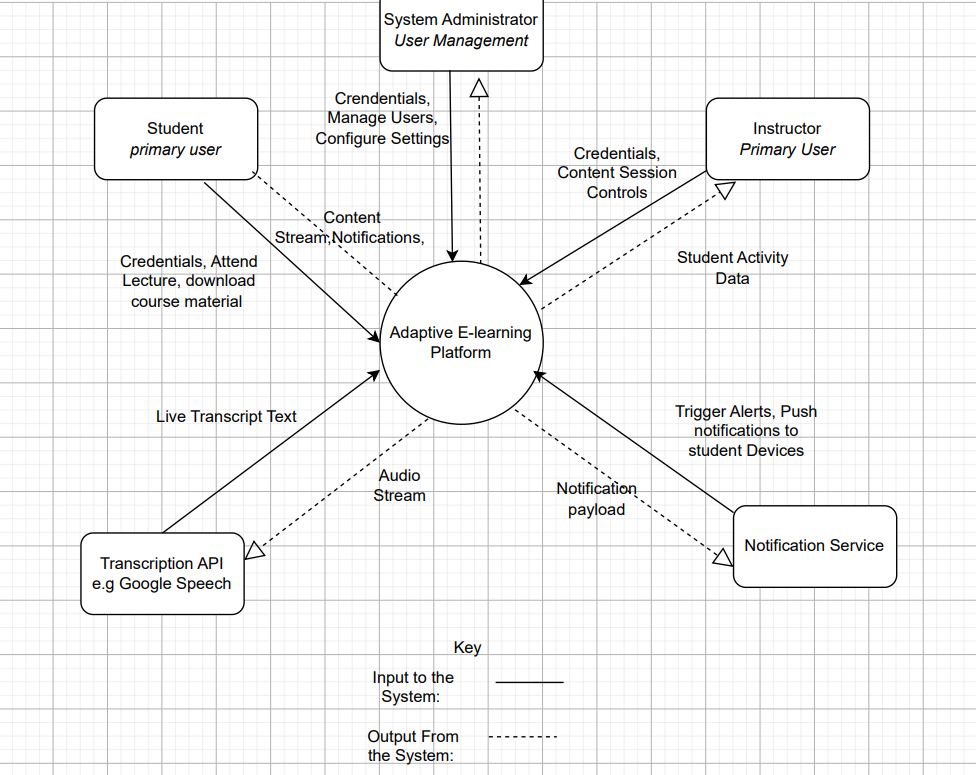 System Administrator
User Management
Crendentials,
Manage Users,
Configure Settings
Student
primary user
Instructor
Primary User
Credentials,
Content Session
Controls
Content
Stream,Notifications,
Credentials, Attend
Lecture, download
course material
Student Activity
Data
Adaptive E-learning
Platform
Live Transcript Text
Trigger Alerts, Push
notifications to
student Devices
Audio
Stream
Notification
payload
Transcription API
e.g Google Speech
Notification Service
Key
Input to the
System:
Output From
the System: